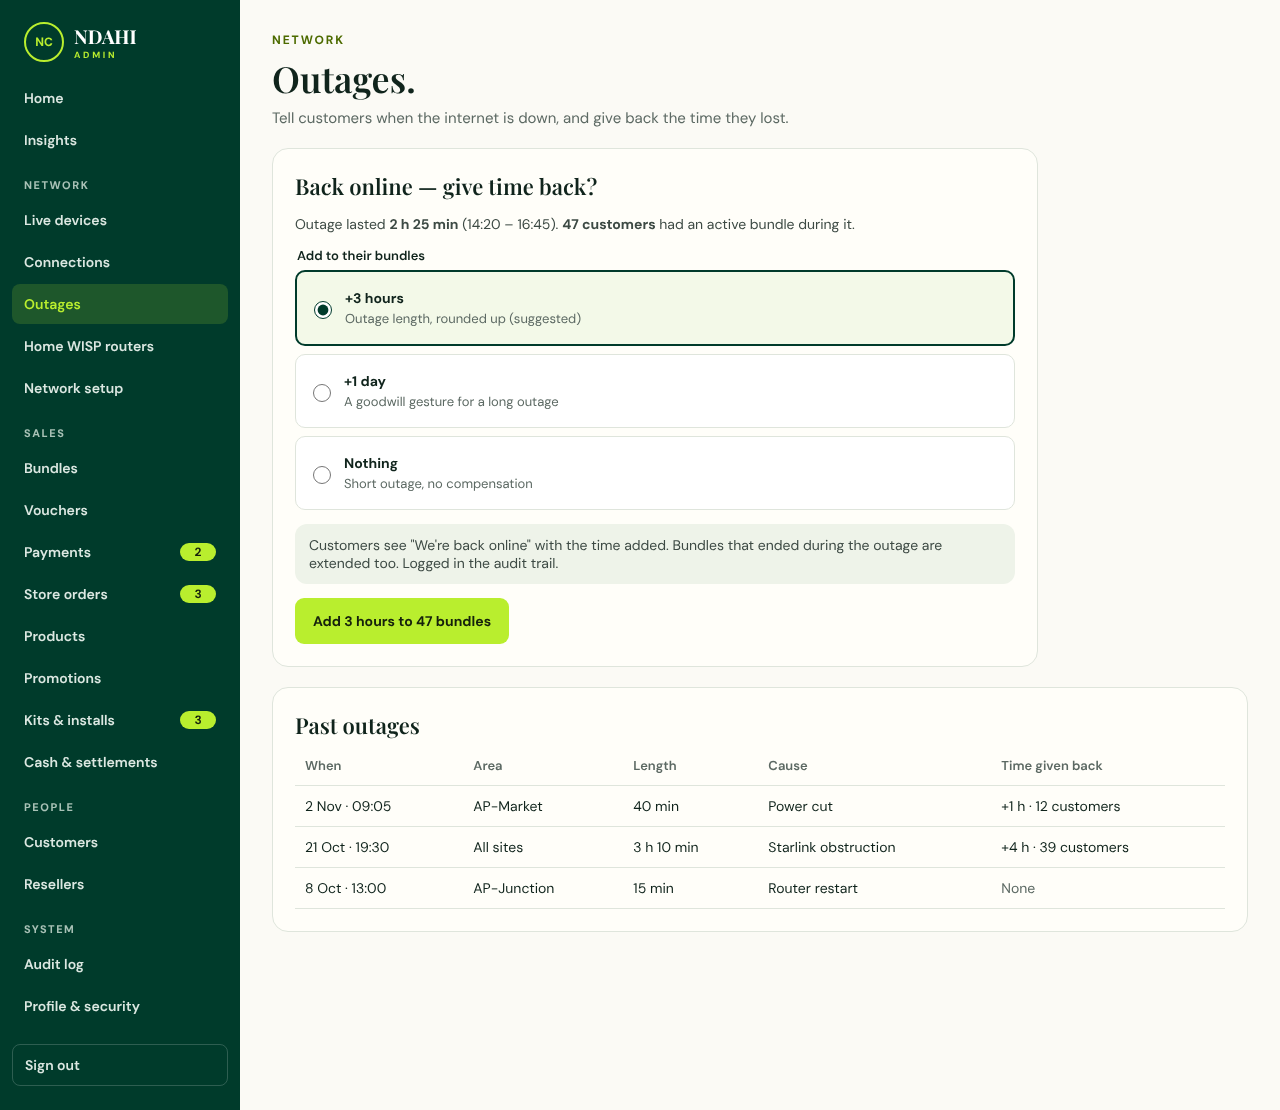 NC
NDAHI
ADMIN
Home
Insights
NETWORK
Live devices
Connections
Outages
Home WISP routers
Network setup
SALES
Bundles
Vouchers
Payments 2
Store orders 3
Products
Promotions
Kits & installs 3
Cash & settlements
PEOPLE
Customers
Resellers
SYSTEM
Audit log
Profile & security
Sign out
NETWORK
Outages.
Tell customers when the internet is down, and give back the time they lost.
Back online — give time back?
Outage lasted 2 h 25 min (14:20 – 16:45). 47 customers had an active bundle during it.
Add to their bundles
+3 hours
Outage length, rounded up (suggested)
+1 day
A goodwill gesture for a long outage
Nothing
Short outage, no compensation
Customers see "We're back online" with the time added. Bundles that ended during the outage are
extended too. Logged in the audit trail.
Add 3 hours to 47 bundles
Past outages
When Area Length Cause Time given back
2 Nov · 09:05 AP-Market 40 min Power cut +1 h · 12 customers
21 Oct · 19:30 All sites 3 h 10 min Starlink obstruction +4 h · 39 customers
8 Oct · 13:00 AP-Junction 15 min Router restart None